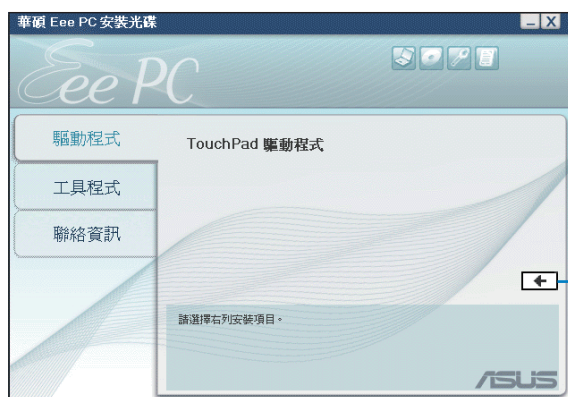 華碩 Eee PC 安裝光碟
Eee PC
驅動程式
TouchPad 驅動程式
工具程式
聯絡資訊
請選擇右列安裝項目。
ASUS